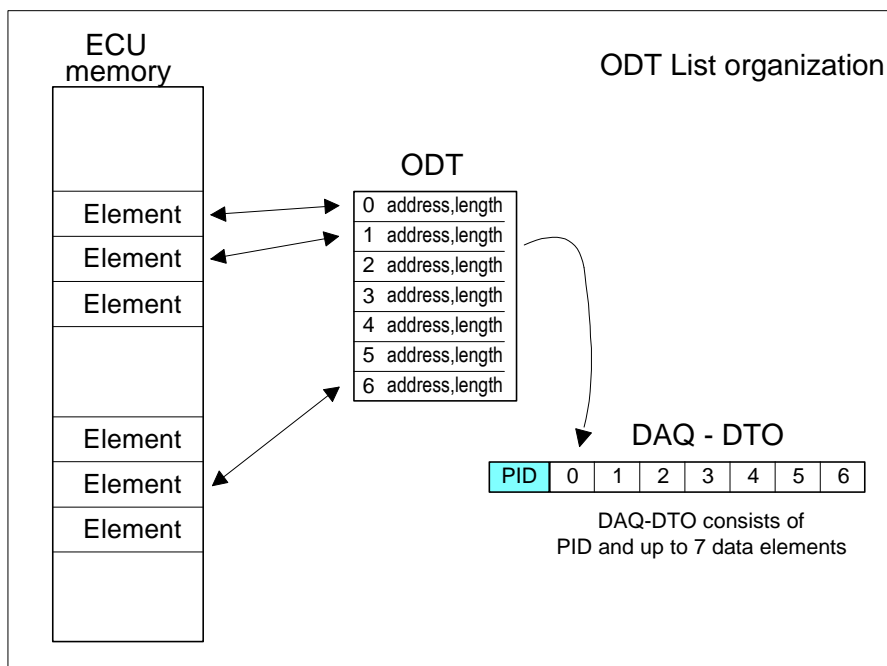 ECU
memory
ODT List organization
ODT
Element
Element
Element
Element
Element
Element
0 address,length
1 address,length
2 address,length
3 address,length
4 address,length
5 address,length
6 address,length
DAQ - DTO
PID 0 1 2 3 4 5 6
DAQ-DTO consists of
PID and up to 7 data elements